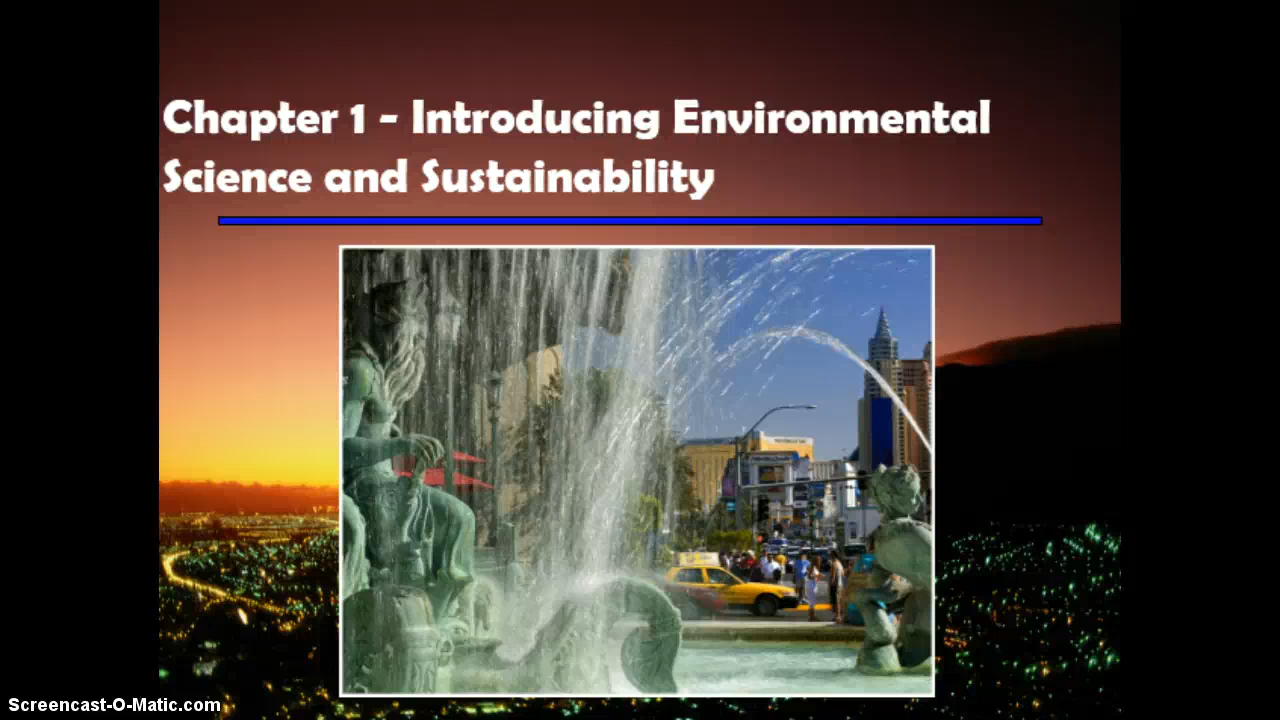 Chapter 1 - Introducing Environmental
Science and Sustainability
Screencast-O-Matic.com